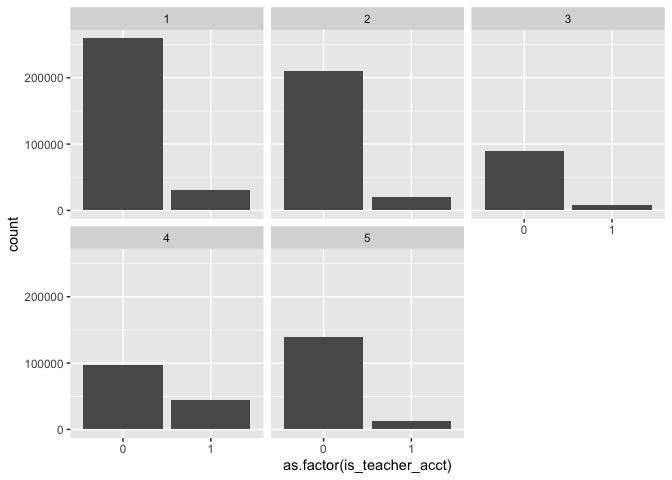 1 2 3
200000
100000
0
count
0 1
4 5
200000
100000
0
0 1 0 1
as.factor(is_teacher_acct)